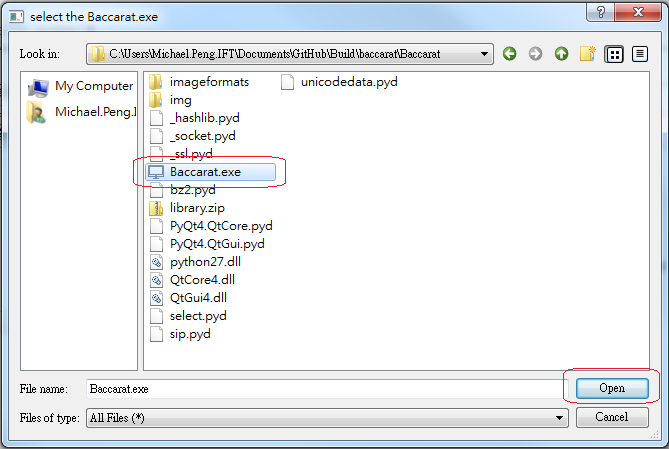 select the Baccarat.exe
Look in: C:\Users\Michael.Peng.IFT\Documents\GitHub\Build\baccarat\Baccarat
My Computer
Michael.Peng.I
imageformats
img
_hashlib.pyd
_socket.pyd
_ssl.pyd
Baccarat.exe
bz2.pyd
library.zip
PyQt4.QtCore.pyd
PyQt4.QtGui.pyd
python27.dll
QtCore4.dll
QtGui4.dll
select.pyd
sip.pyd
unicodedata.pyd
File name: Baccarat.exe Open
Files of type: All Files (*) Cancel